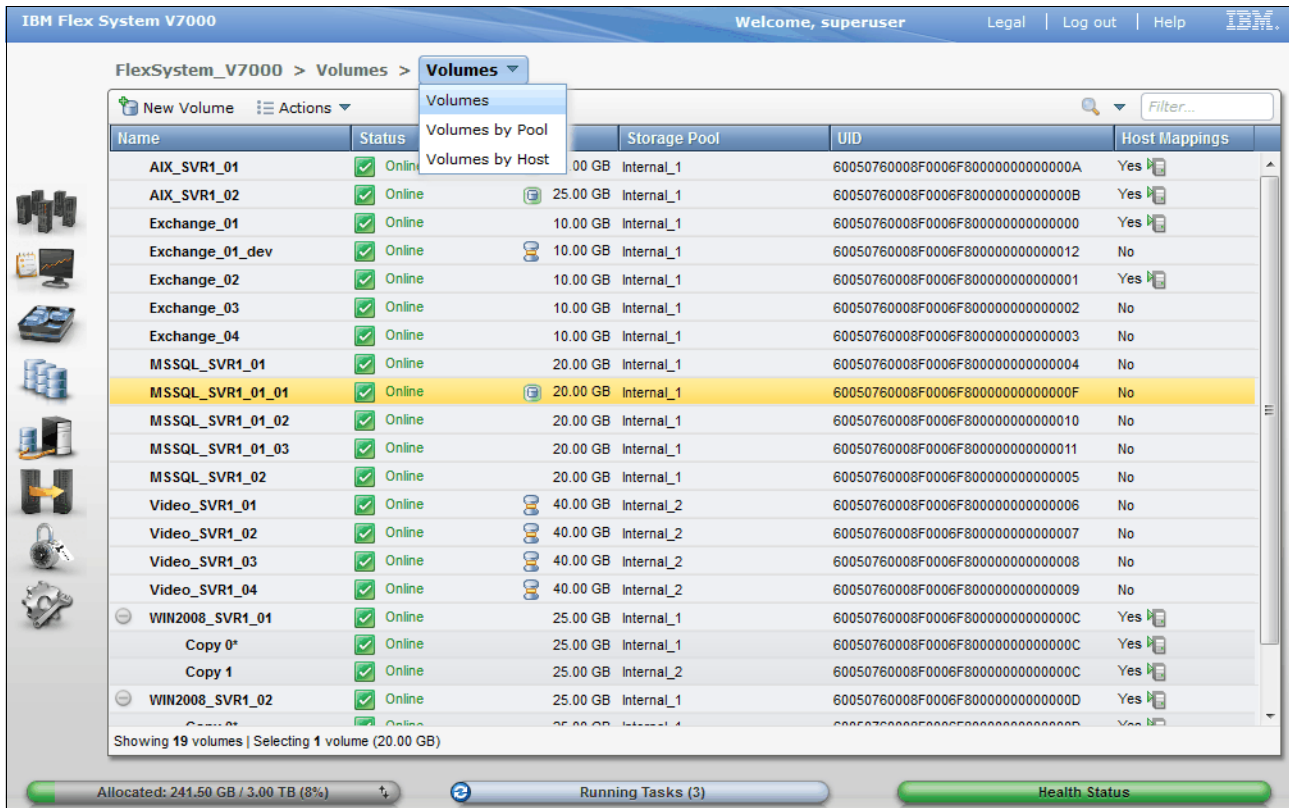 IBM Flex System V7000 Welcome, superuser Legal | Log out | Help IBM.
FlexSystem_V7000 > Volumes > Volumes
New Volume Actions Filter...
Volumes
Volumes by Pool
Volumes by Host
Name Status Storage Pool UID Host Mappings
AIX_SVR1_01 Online .00 GB Internal_1 60050760008F0006F80000000000000A Yes
AIX_SVR1_02 Online 25.00 GB Internal_1 60050760008F0006F80000000000000B Yes
Exchange_01 Online 10.00 GB Internal_1 60050760008F0006F800000000000000 Yes
Exchange_01_dev Online 10.00 GB Internal_1 60050760008F0006F800000000000012 No
Exchange_02 Online 10.00 GB Internal_1 60050760008F0006F800000000000001 Yes
Exchange_03 Online 10.00 GB Internal_1 60050760008F0006F800000000000002 No
Exchange_04 Online 10.00 GB Internal_1 60050760008F0006F800000000000003 No
MSSQL_SVR1_01 Online 20.00 GB Internal_1 60050760008F0006F800000000000004 No
MSSQL_SVR1_01_01 Online 20.00 GB Internal_1 60050760008F0006F80000000000000F No
MSSQL_SVR1_01_02 Online 20.00 GB Internal_1 60050760008F0006F800000000000010 No
MSSQL_SVR1_01_03 Online 20.00 GB Internal_1 60050760008F0006F800000000000011 No
MSSQL_SVR1_02 Online 20.00 GB Internal_1 60050760008F0006F800000000000005 No
Video_SVR1_01 Online 40.00 GB Internal_2 60050760008F0006F800000000000006 No
Video_SVR1_02 Online 40.00 GB Internal_2 60050760008F0006F800000000000007 No
Video_SVR1_03 Online 40.00 GB Internal_2 60050760008F0006F800000000000008 No
Video_SVR1_04 Online 40.00 GB Internal_2 60050760008F0006F800000000000009 No
WIN2008_SVR1_01 Online 25.00 GB Internal_1 60050760008F0006F80000000000000C Yes
Copy 0* Online 25.00 GB Internal_1 60050760008F0006F80000000000000C Yes
Copy 1 Online 25.00 GB Internal_2 60050760008F0006F80000000000000C Yes
WIN2008_SVR1_02 Online 25.00 GB Internal_1 60050760008F0006F80000000000000D Yes
Showing 19 volumes | Selecting 1 volume (20.00 GB)
Allocated: 241.50 GB / 3.00 TB (8%) Running Tasks (3) Health Status